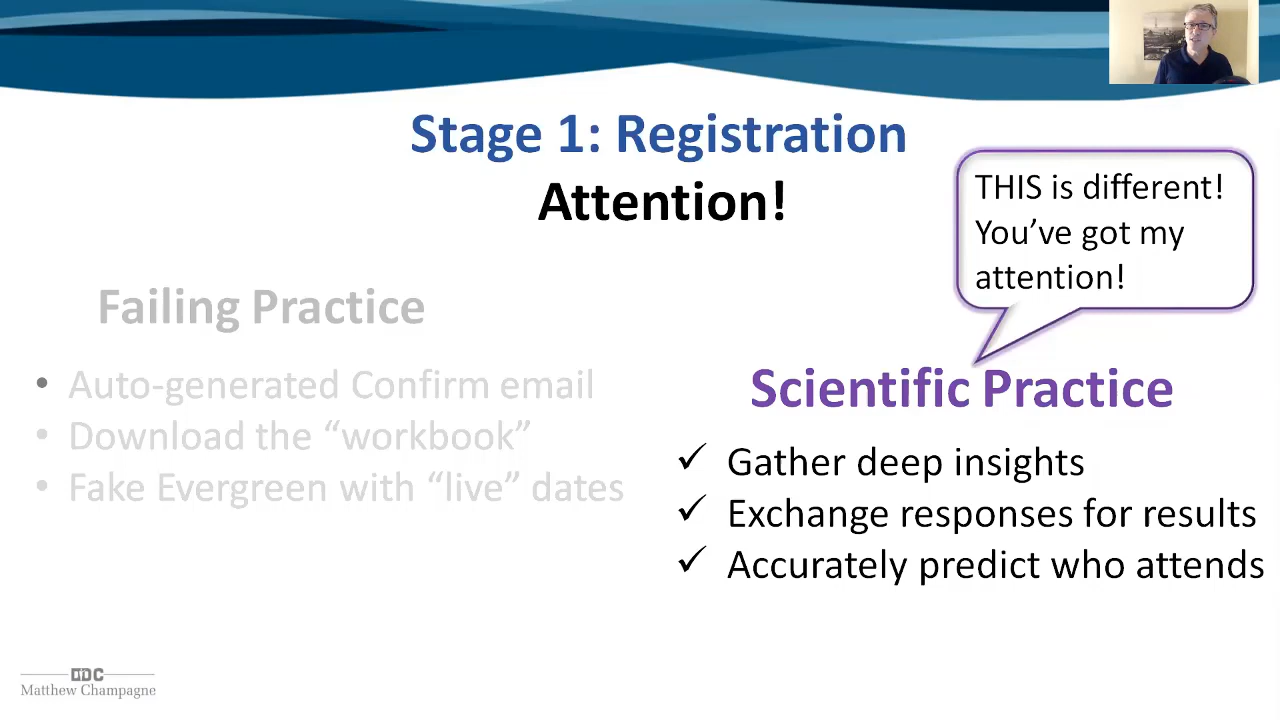 Stage 1: Registration
Attention!
THIS is different!
You’ve got my
attention!
Failing Practice
• Auto-generated Confirm email
• Download the “workbook”
• Fake Evergreen with “live” dates
Scientific Practice
✓ Gather deep insights
✓ Exchange responses for results
✓ Accurately predict who attends
Matthew Champagne